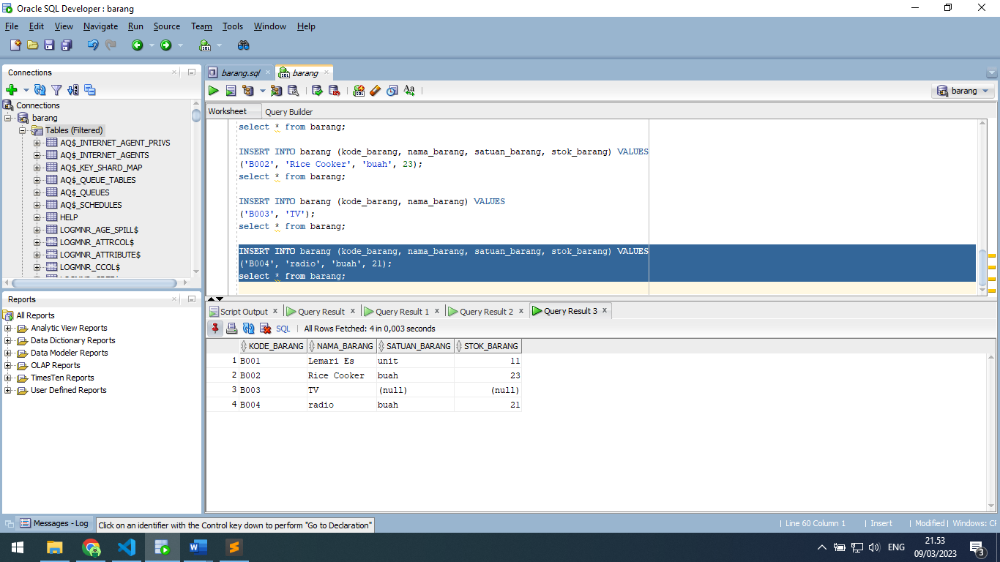 Oracle SQL Developer : barang
File Edit View Navigate Run Source Team Tools Window Help
Connections
Connections
barang
Tables (Filtered)
AQ$_INTERNET_AGENT_PRIVS
AQ$_INTERNET_AGENTS
AQ$_KEY_SHARD_MAP
AQ$_QUEUE_TABLES
AQ$_QUEUES
AQ$_SCHEDULES
HELP
LOGMNR_AGE_SPILL$
LOGMNR_ATTRCOL$
LOGMNR_ATTRIBUTE$
LOGMNR_CCOL$
Reports
All Reports
Analytic View Reports
Data Dictionary Reports
Data Modeler Reports
OLAP Reports
TimesTen Reports
User Defined Reports
barang.sql barang
barang
Worksheet Query Builder
select * from barang;
INSERT INTO barang (kode_barang, nama_barang, satuan_barang, stok_barang) VALUES
('B002', 'Rice Cooker', 'buah', 23);
select * from barang;
INSERT INTO barang (kode_barang, nama_barang) VALUES
('B003', 'TV');
select * from barang;
INSERT INTO barang (kode_barang, nama_barang, satuan_barang, stok_barang) VALUES
('B004', 'radio', 'buah', 21);
select * from barang;
Script Output Query Result Query Result 1 Query Result 2 Query Result 3
SQL All Rows Fetched: 4 in 0,003 seconds
KODE_BARANG NAMA_BARANG SATUAN_BARANG STOK_BARANG
1 B001 Lemari Es unit 11
2 B002 Rice Cooker buah 23
3 B003 TV (null) (null)
4 B004 radio buah 21
Messages - Log Click on an identifier with the Control key down to perform "Go to Declaration" Line 60 Column 1 Insert Modified Windows: CF
ENG 21.53
09/03/2023 3